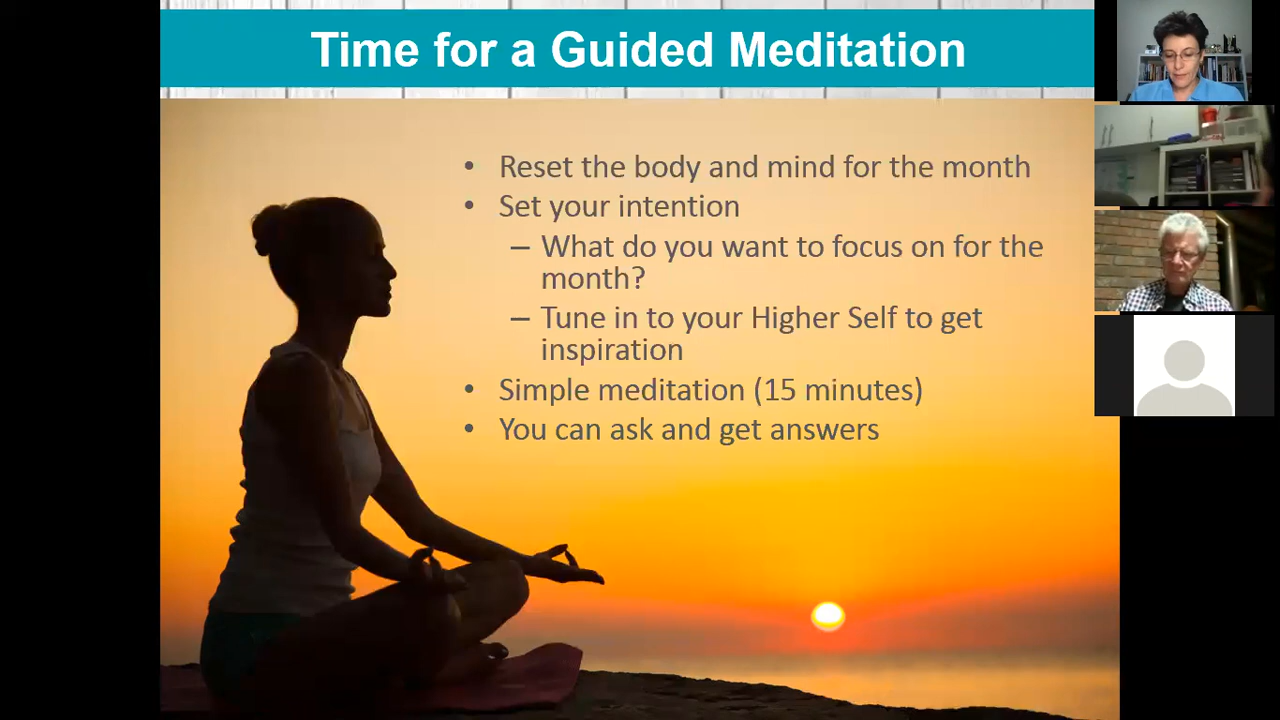 Time for a Guided Meditation
• Reset the body and mind for the month
• Set your intention
– What do you want to focus on for the
month?
– Tune in to your Higher Self to get
inspiration
• Simple meditation (15 minutes)
• You can ask and get answers